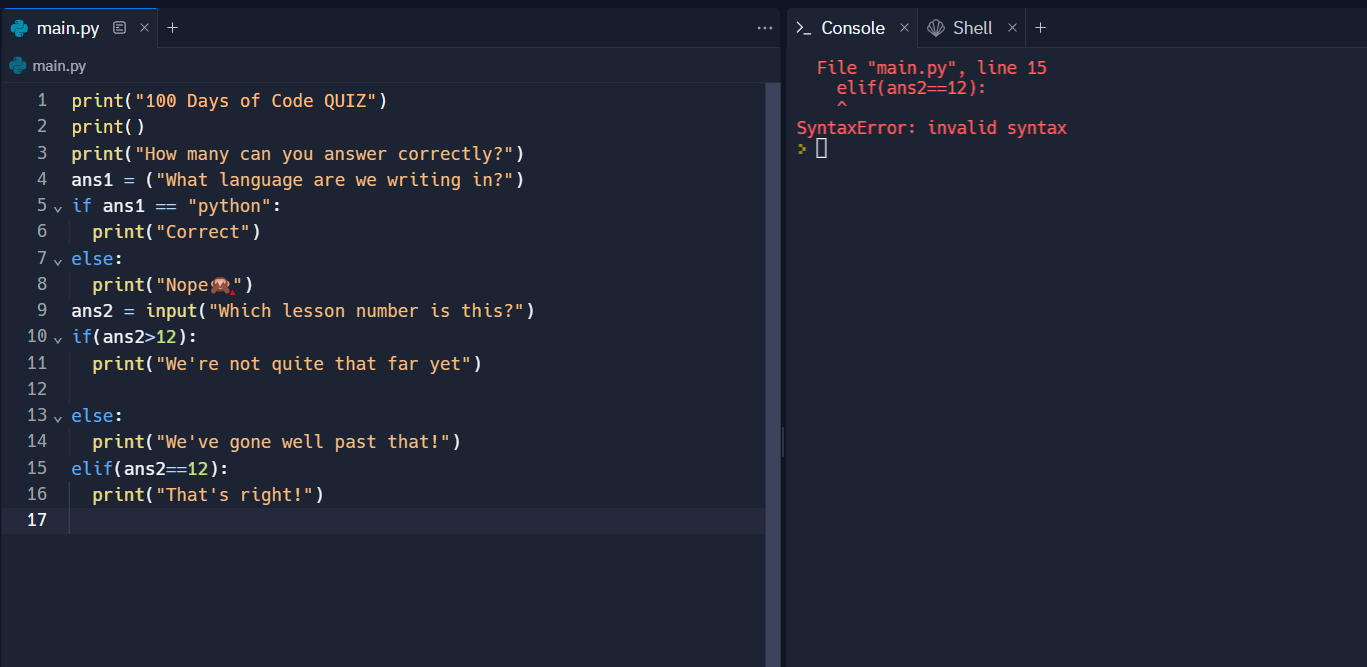 main.py
main.py
1 print("100 Days of Code QUIZ")
2 print()
3 print("How many can you answer correctly?")
4 ans1 = ("What language are we writing in?")
5 if ans1 == "python":
6   print("Correct")
7 else:
8   print("Nope🙈")
9 ans2 = input("Which lesson number is this?")
10 if(ans2>12):
11   print("We're not quite that far yet")
12
13 else:
14   print("We've gone well past that!")
15 elif(ans2==12):
16   print("That's right!")
17
Console
Shell
File "main.py", line 15
elif(ans2==12):
^
SyntaxError: invalid syntax